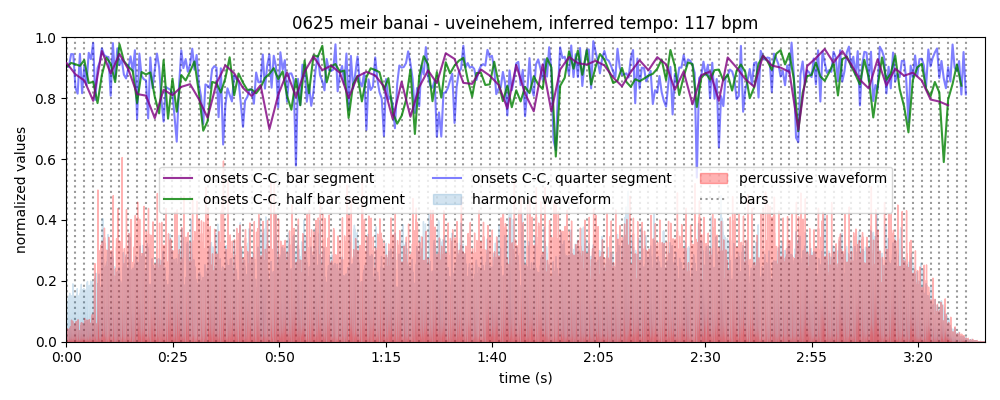 0625 meir banai - uveinehem, inferred tempo: 117 bpm
1.0
0.8
0.6
0.4
0.2
0.0
normalized values
onsets C-C, bar segment
onsets C-C, half bar segment
onsets C-C, quarter segment
harmonic waveform
percussive waveform
bars
0:00 0:25 0:50 1:15 1:40 2:05 2:30 2:55 3:20
time (s)